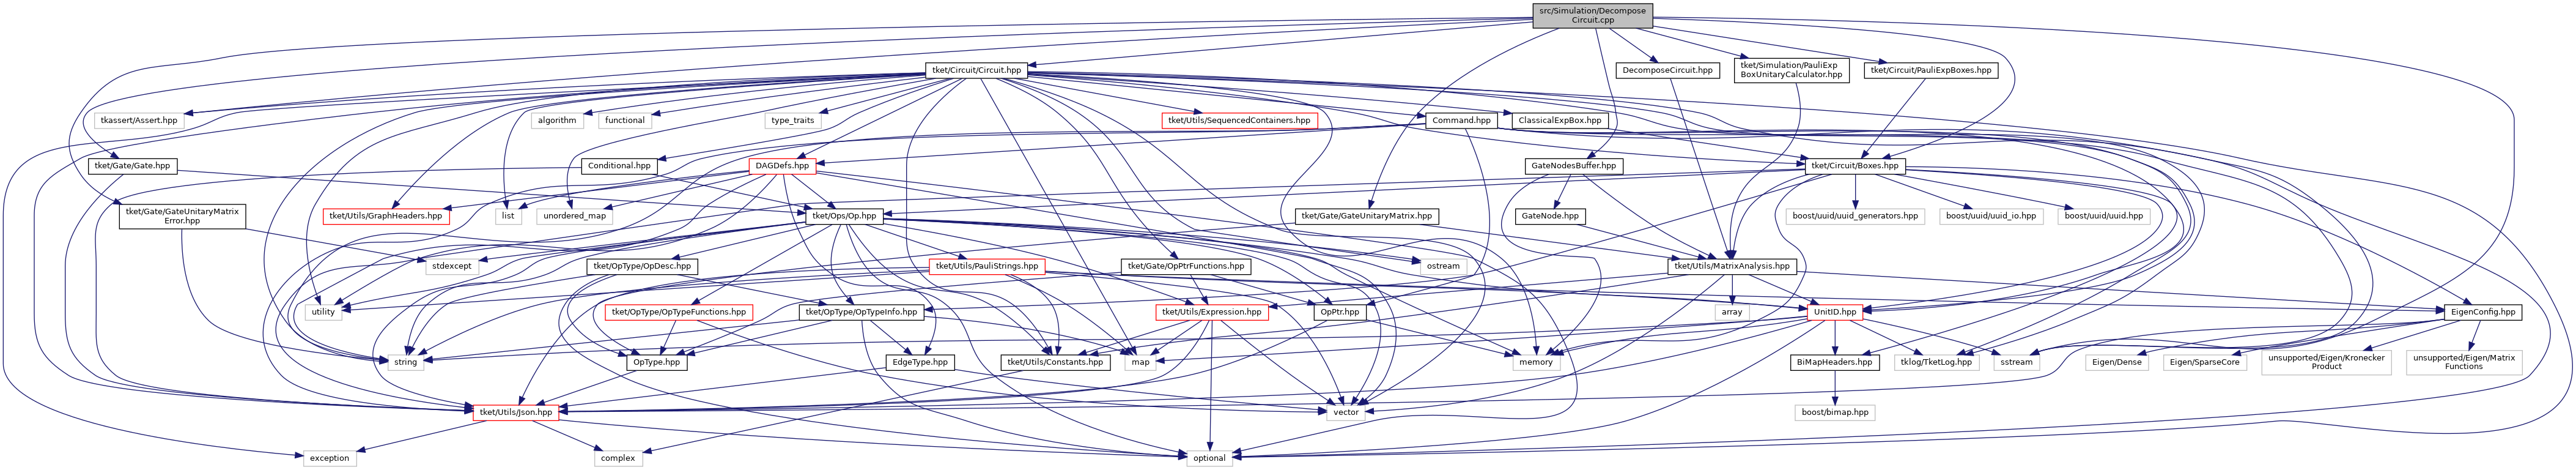 src/Simulation/Decompose
Circuit.cpp
tket/Circuit/Circuit.hpp
DecomposeCircuit.hpp
tket/Simulation/PauliExp
BoxUnitaryCalculator.hpp
tket/Circuit/PauliExpBoxes.hpp
tkassert/Assert.hpp
algorithm
functional
type_traits
tket/Utils/SequencedContainers.hpp
Command.hpp
ClassicalExpBox.hpp
tket/Gate/Gate.hpp
Conditional.hpp
DAGDefs.hpp
GateNodesBuffer.hpp
tket/Circuit/Boxes.hpp
tket/Gate/GateUnitaryMatrix
Error.hpp
tket/Utils/GraphHeaders.hpp
list
unordered_map
tket/Ops/Op.hpp
tket/Gate/GateUnitaryMatrix.hpp
GateNode.hpp
boost/uuid/uuid_generators.hpp
boost/uuid/uuid_io.hpp
boost/uuid/uuid.hpp
stdexcept
tket/OpType/OpDesc.hpp
tket/Utils/PauliStrings.hpp
tket/Gate/OpPtrFunctions.hpp
ostream
tket/Utils/MatrixAnalysis.hpp
utility
tket/OpType/OpTypeFunctions.hpp
tket/OpType/OpTypeInfo.hpp
tket/Utils/Expression.hpp
OpPtr.hpp
array
UnitID.hpp
EigenConfig.hpp
string
OpType.hpp
EdgeType.hpp
tket/Utils/Constants.hpp
map
memory
BiMapHeaders.hpp
tklog/TketLog.hpp
sstream
Eigen/Dense
Eigen/SparseCore
unsupported/Eigen/Kronecker
Product
unsupported/Eigen/Matrix
Functions
tket/Utils/Json.hpp
vector
boost/bimap.hpp
exception
complex
optional